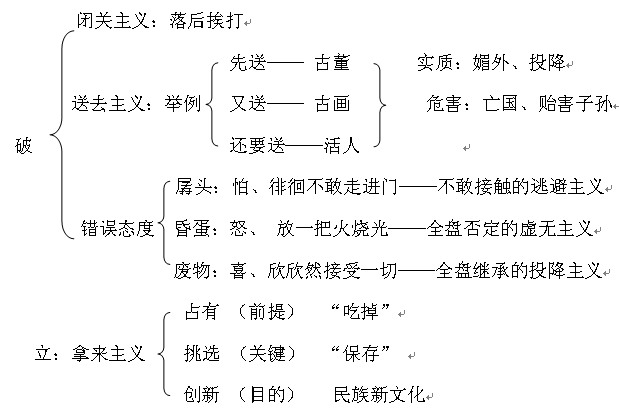 闭关主义：落后挨打
先送—— 古董 实质：媚外、投降
送去主义：举例 又送—— 古画 危害：亡国、贻害子孙
破
还要送——活人
孱头：怕、徘徊不敢走进门——不敢接触的逃避主义
错误态度 昏蛋：怒、 放一把火烧光——全盘否定的虚无主义
废物：喜、欣欣然接受一切——全盘继承的投降主义
占有 （前提） “吃掉”
立：拿来主义 挑选 （关键） “保存”
创新 （目的） 民族新文化